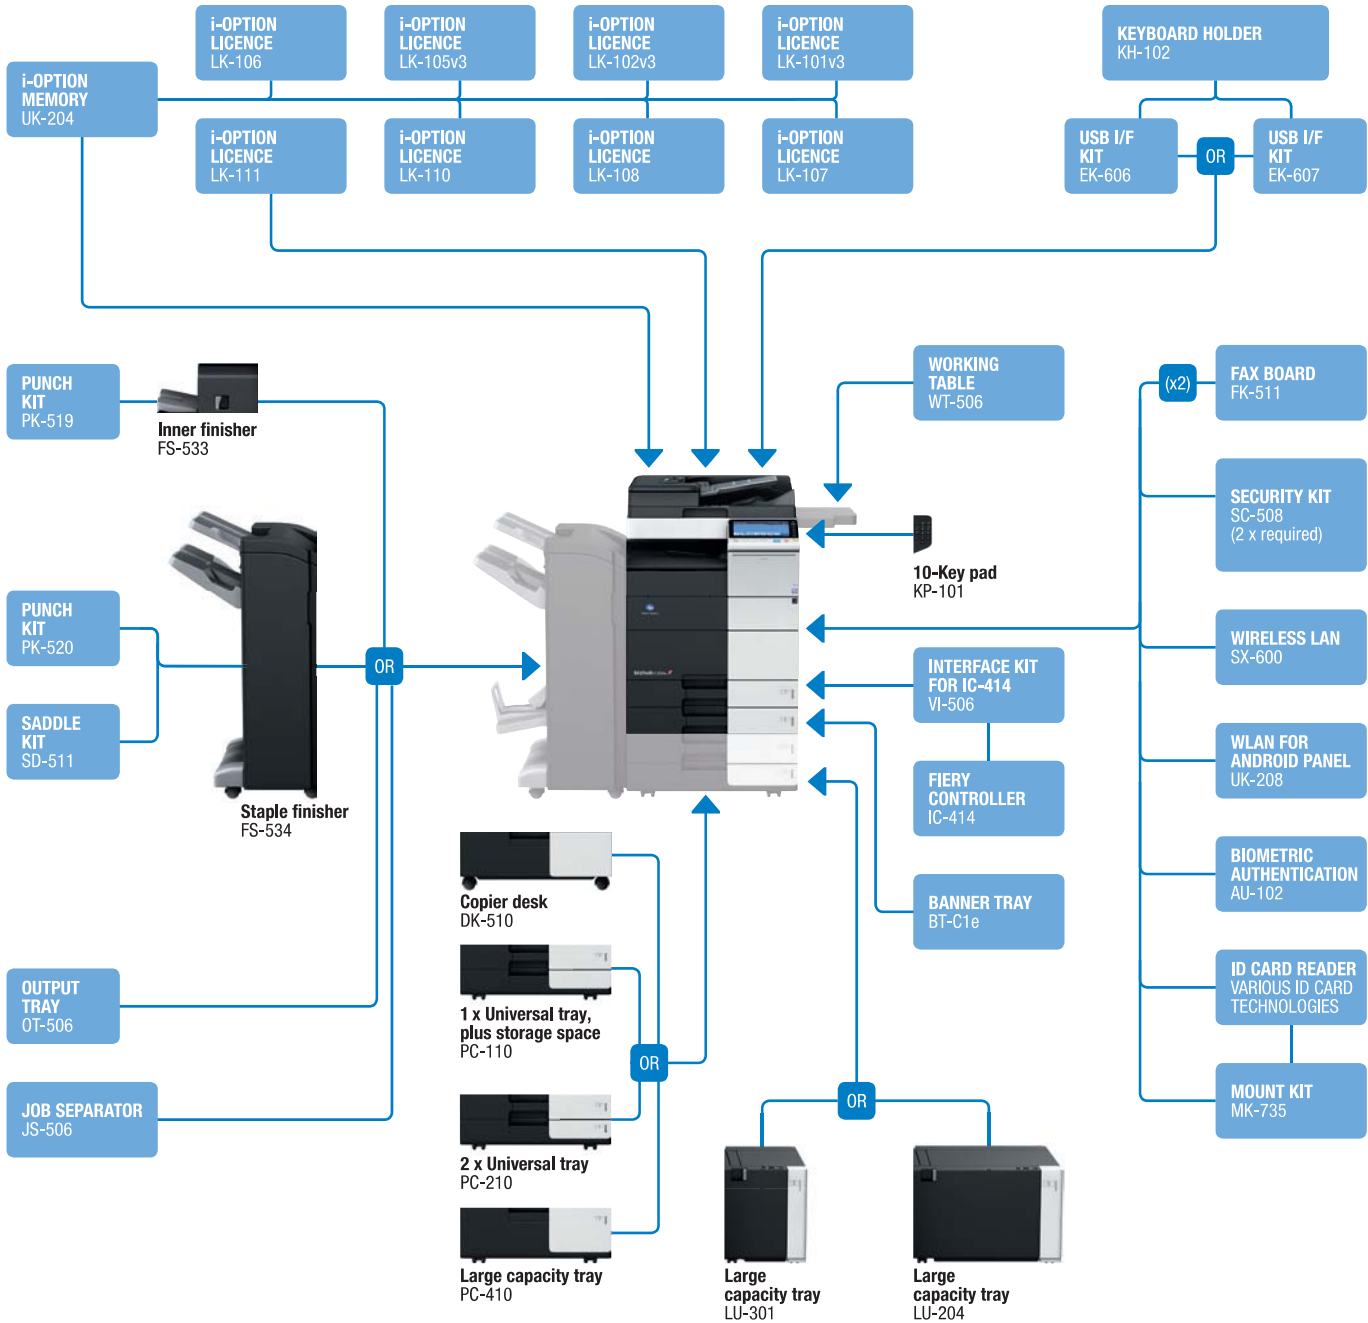 i-OPTION
LICENCE
LK-106
i-OPTION
LICENCE
LK-105v3
i-OPTION
LICENCE
LK-102v3
i-OPTION
LICENCE
LK-101v3
KEYBOARD HOLDER
KH-102
i-OPTION
MEMORY
UK-204
i-OPTION
LICENCE
LK-111
i-OPTION
LICENCE
LK-110
i-OPTION
LICENCE
LK-108
i-OPTION
LICENCE
LK-107
USB I/F
KIT
EK-606
OR
USB I/F
KIT
EK-607
PUNCH
KIT
PK-519
Inner finisher
FS-533
WORKING
TABLE
WT-506
(x2)
FAX BOARD
FK-511
SECURITY KIT
SC-508
(2 x required)
10-Key pad
KP-101
PUNCH
KIT
PK-520
OR
INTERFACE KIT
FOR IC-414
VI-506
WIRELESS LAN
SX-600
SADDLE
KIT
SD-511
Staple finisher
FS-534
FIERY
CONTROLLER
IC-414
WLAN FOR
ANDROID PANEL
UK-208
Copier desk
DK-510
BANNER TRAY
BT-C1e
BIOMETRIC
AUTHENTICATION
AU-102
OUTPUT
TRAY
OT-506
1 x Universal tray,
plus storage space
PC-110
OR
ID CARD READER
VARIOUS ID CARD
TECHNOLOGIES
JOB SEPARATOR
JS-506
2 x Universal tray
PC-210
OR
MOUNT KIT
MK-735
Large capacity tray
PC-410
Large
capacity tray
LU-301
Large
capacity tray
LU-204